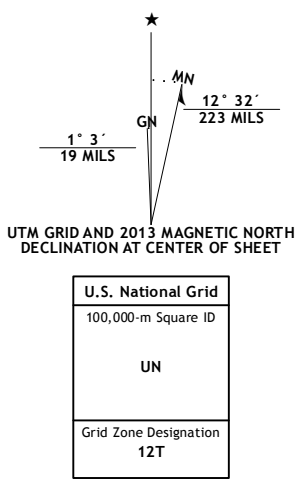 ★
MN
GN
12° 32´
223 MILS
1° 3´
19 MILS
UTM GRID AND 2013 MAGNETIC NORTH
DECLINATION AT CENTER OF SHEET
U.S. National Grid
100,000-m Square ID
UN
Grid Zone Designation
12T